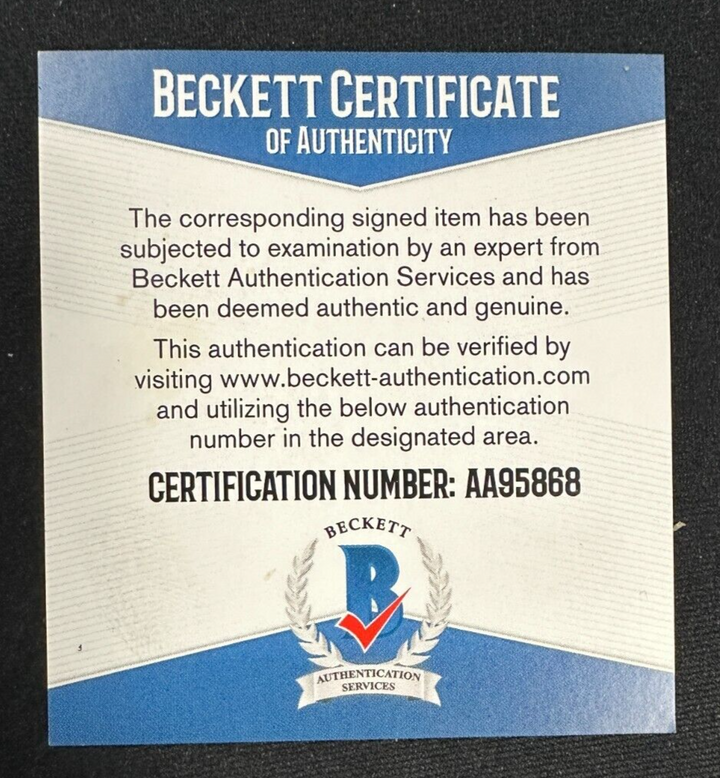 BECKETT CERTIFICATE
OF AUTHENTICITY
The corresponding signed item has been
subjected to examination by an expert from
Beckett Authentication Services and has
been deemed authentic and genuine.
This authentication can be verified by
visiting www.beckett-authentication.com
and utilizing the below authentication
number in the designated area.
CERTIFICATION NUMBER: AA95868
BECKETT
B
AUTHENTICATION
SERVICES